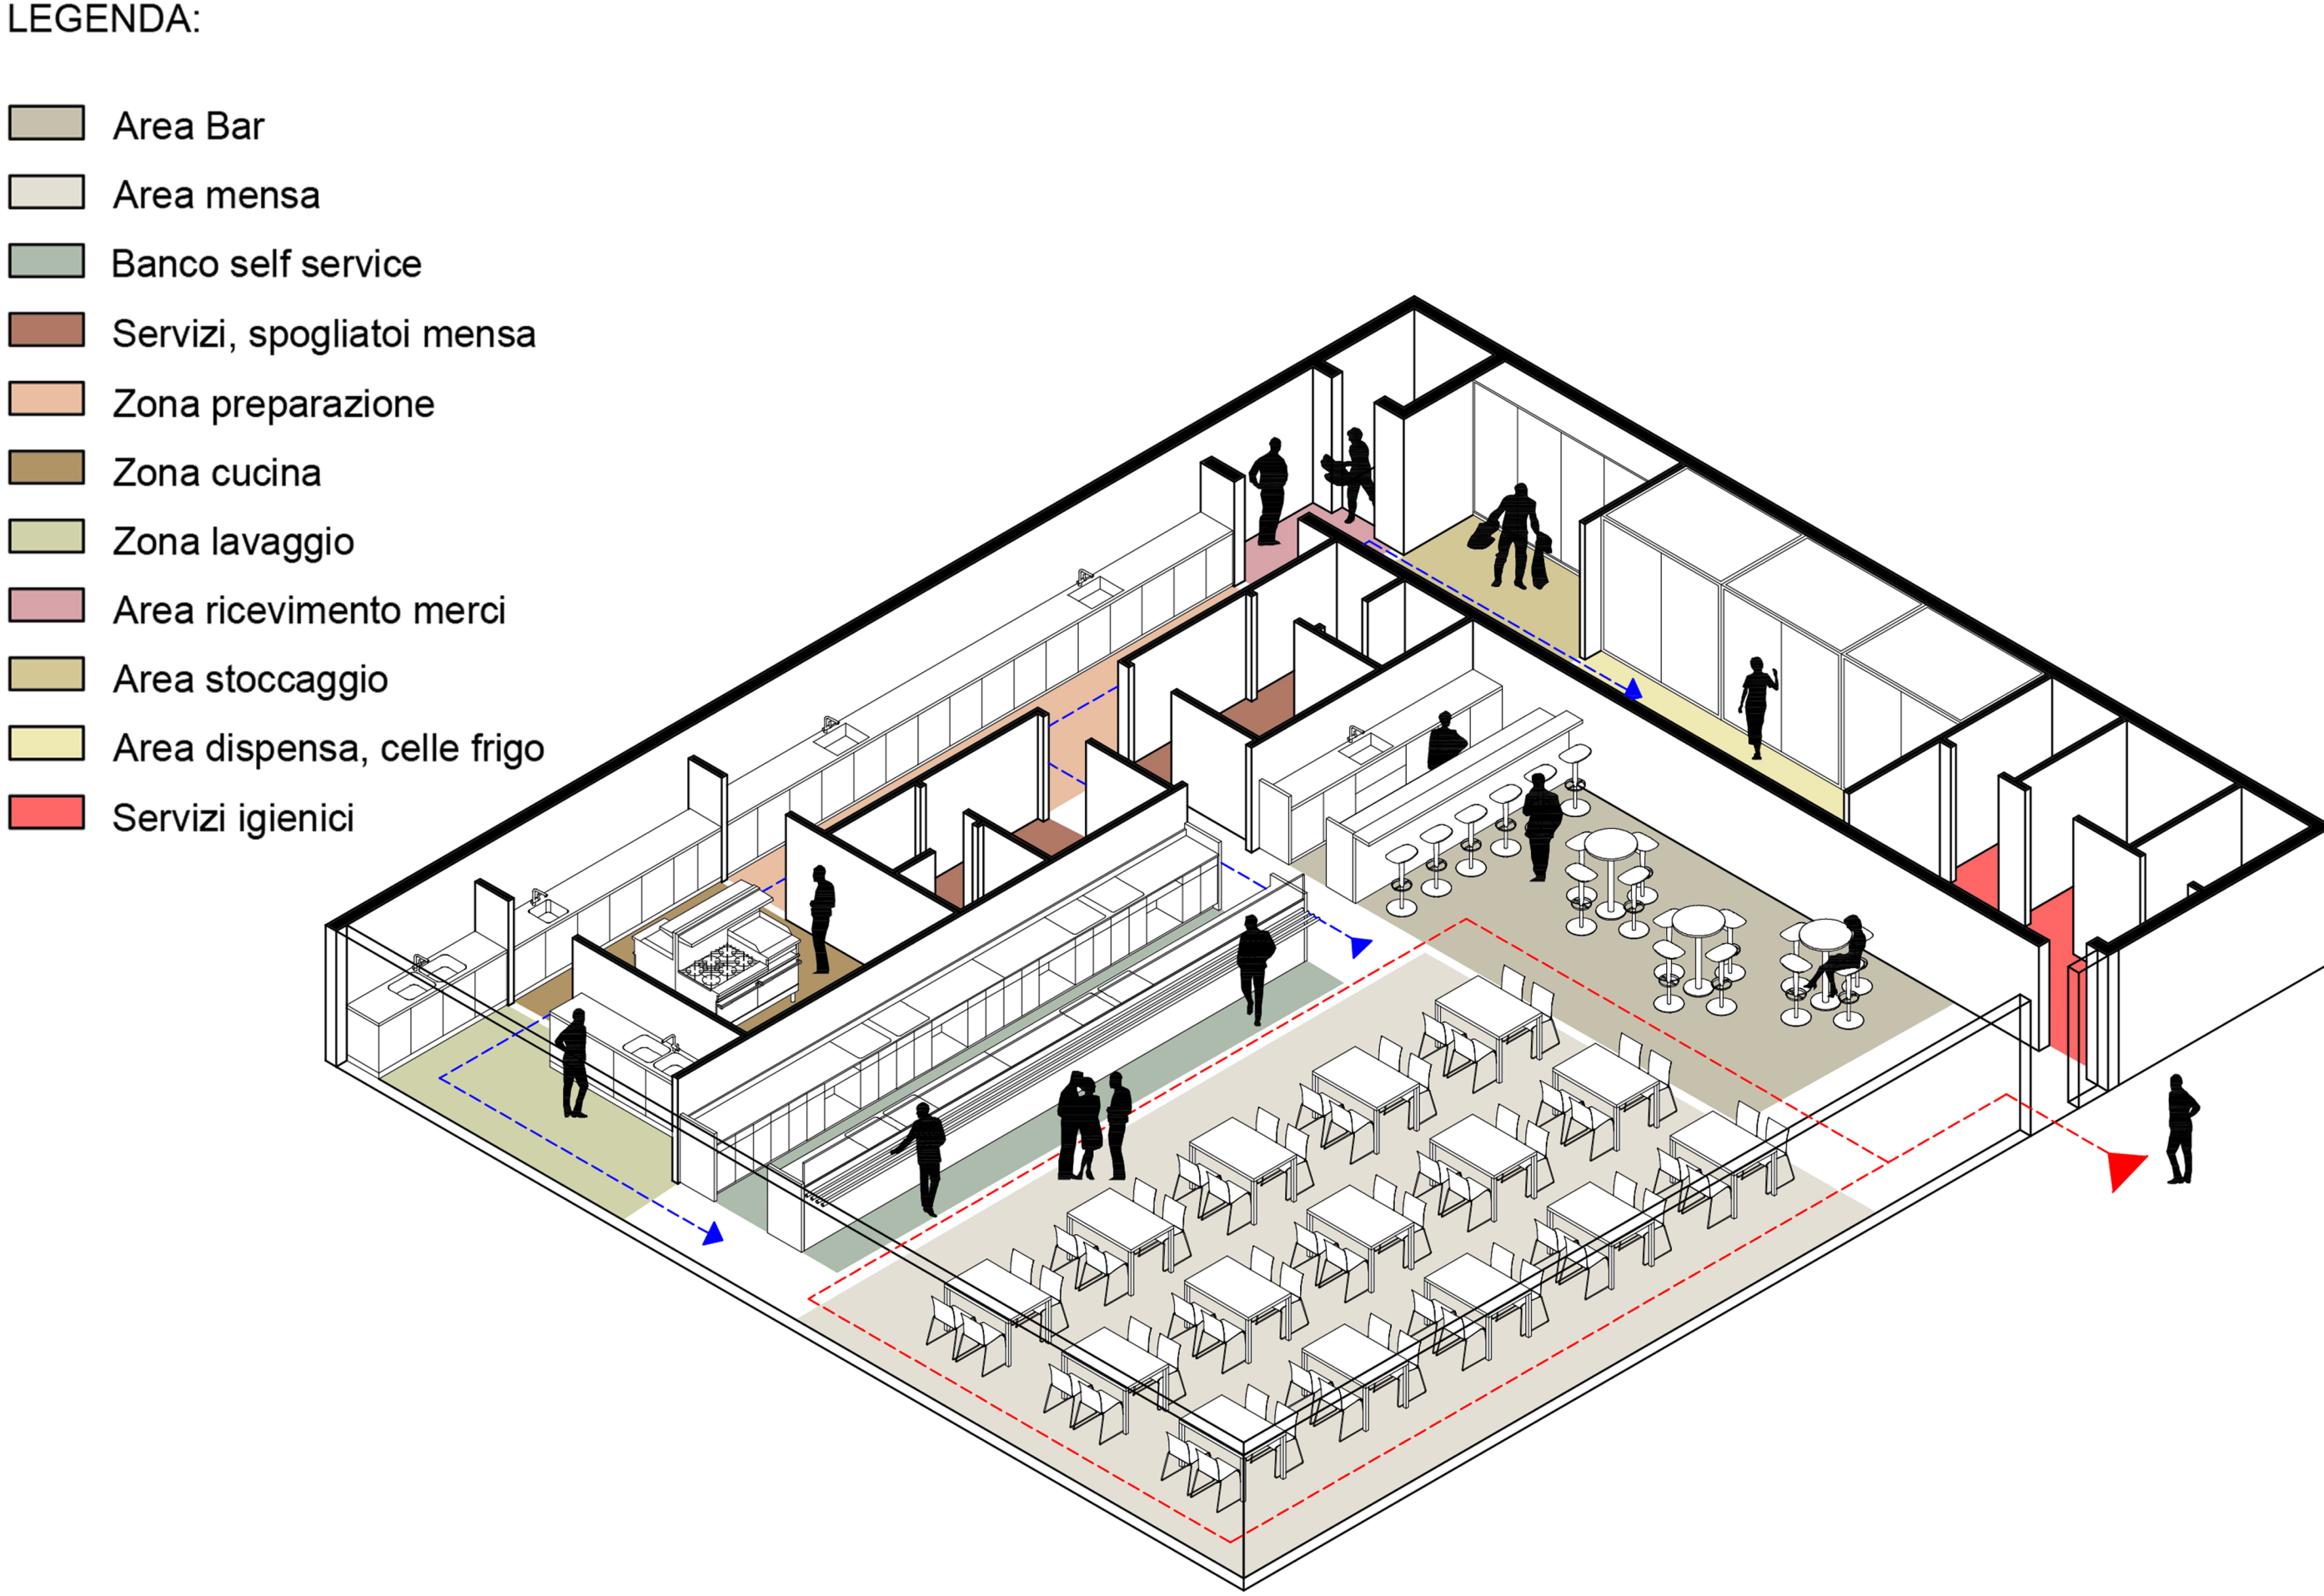 LEGENDA:
Area Bar
Area mensa
Banco self service
Servizi, spogliatoi mensa
Zona preparazione
Zona cucina
Zona lavaggio
Area ricevimento merci
Area stoccaggio
Area dispensa, celle frigo
Servizi igienici